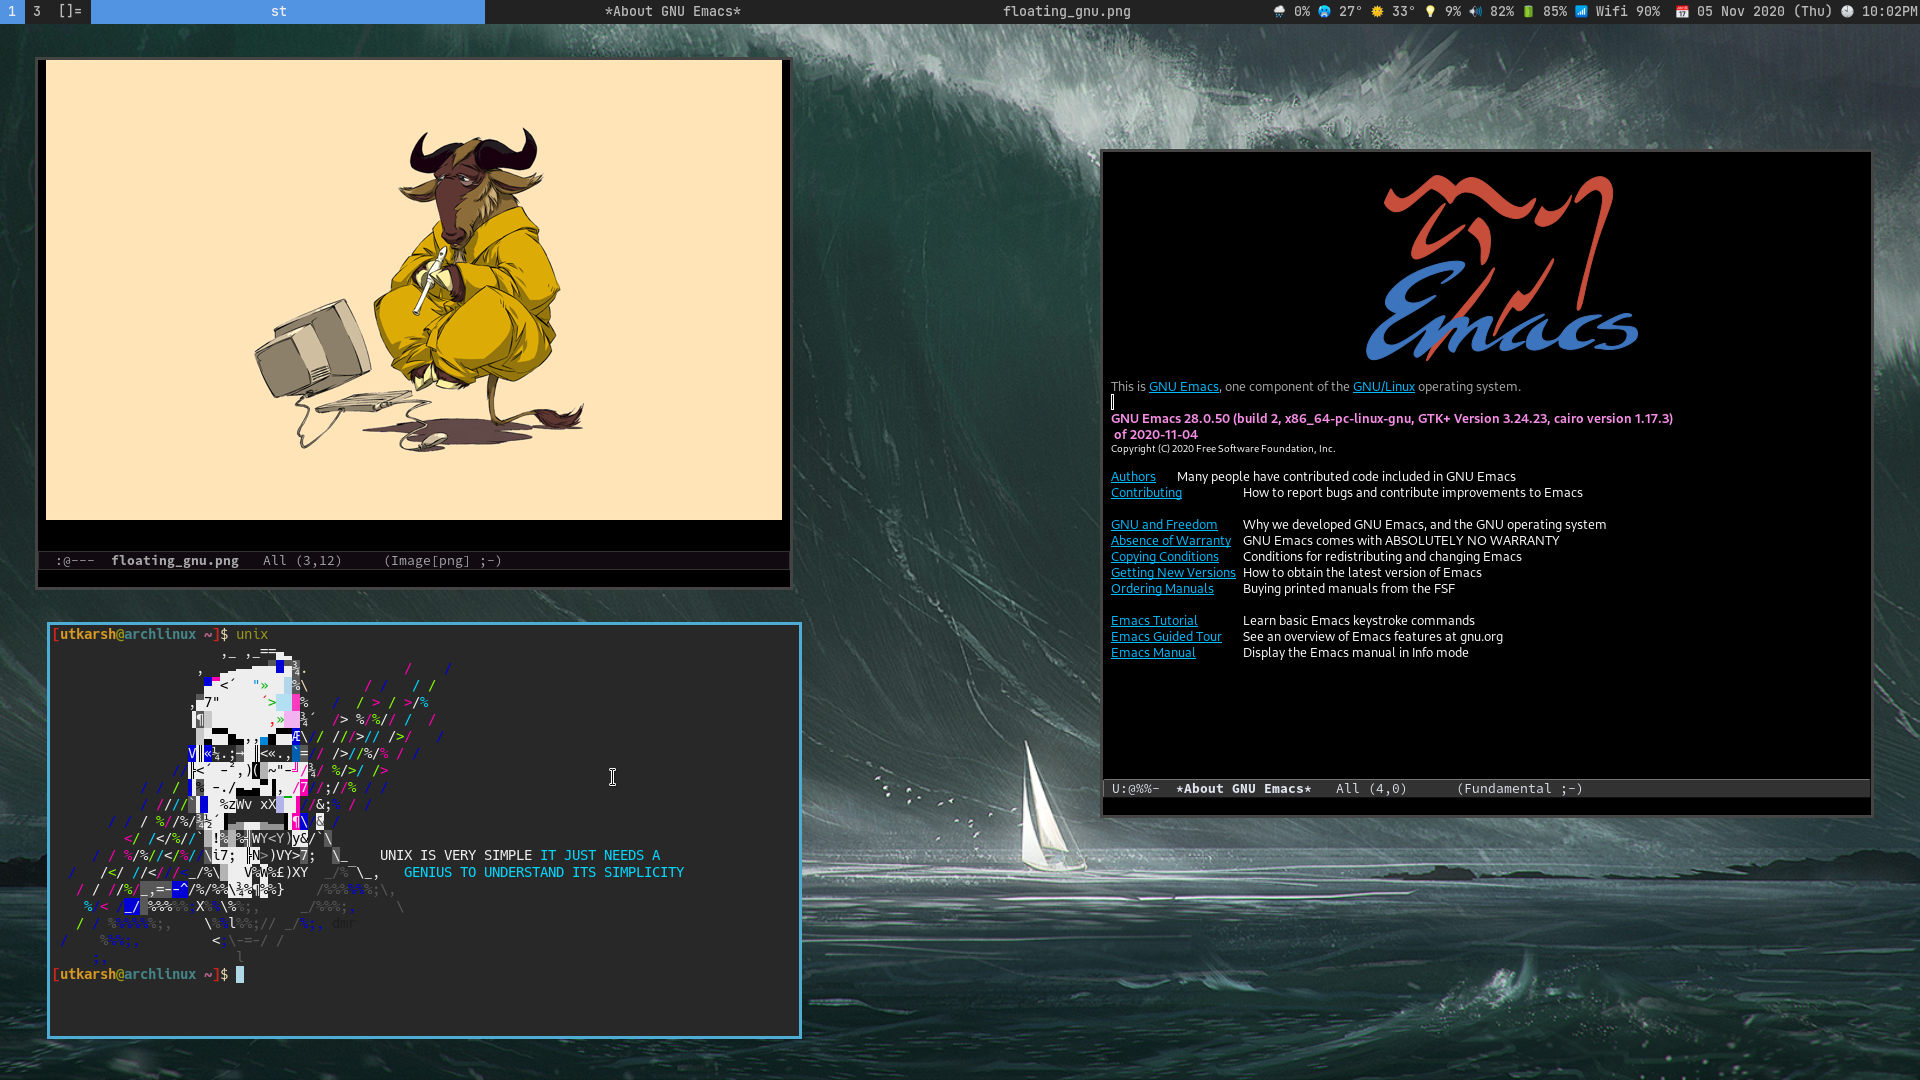 1 3 []= st *About GNU Emacs* floating_gnu.png 0% 27° 33° 9% 82% 85% Wifi 90% 05 Nov 2020 (Thu) 10:02PM
:@--- floating_gnu.png All (3,12) (Image[png] ;-)
[utkarsh@archlinux ~]$ unix
UNIX IS VERY SIMPLE IT JUST NEEDS A
GENIUS TO UNDERSTAND ITS SIMPLICITY
dmr
[utkarsh@archlinux ~]$
Emacs
This is GNU Emacs, one component of the GNU/Linux operating system.
GNU Emacs 28.0.50 (build 2, x86_64-pc-linux-gnu, GTK+ Version 3.24.23, cairo version 1.17.3)
of 2020-11-04
Copyright (C) 2020 Free Software Foundation, Inc.
Authors Many people have contributed code included in GNU Emacs
Contributing How to report bugs and contribute improvements to Emacs
GNU and Freedom Why we developed GNU Emacs, and the GNU operating system
Absence of Warranty GNU Emacs comes with ABSOLUTELY NO WARRANTY
Copying Conditions Conditions for redistributing and changing Emacs
Getting New Versions How to obtain the latest version of Emacs
Ordering Manuals Buying printed manuals from the FSF
Emacs Tutorial Learn basic Emacs keystroke commands
Emacs Guided Tour See an overview of Emacs features at gnu.org
Emacs Manual Display the Emacs manual in Info mode
U:@%%- *About GNU Emacs* All (4,0) (Fundamental ;-)